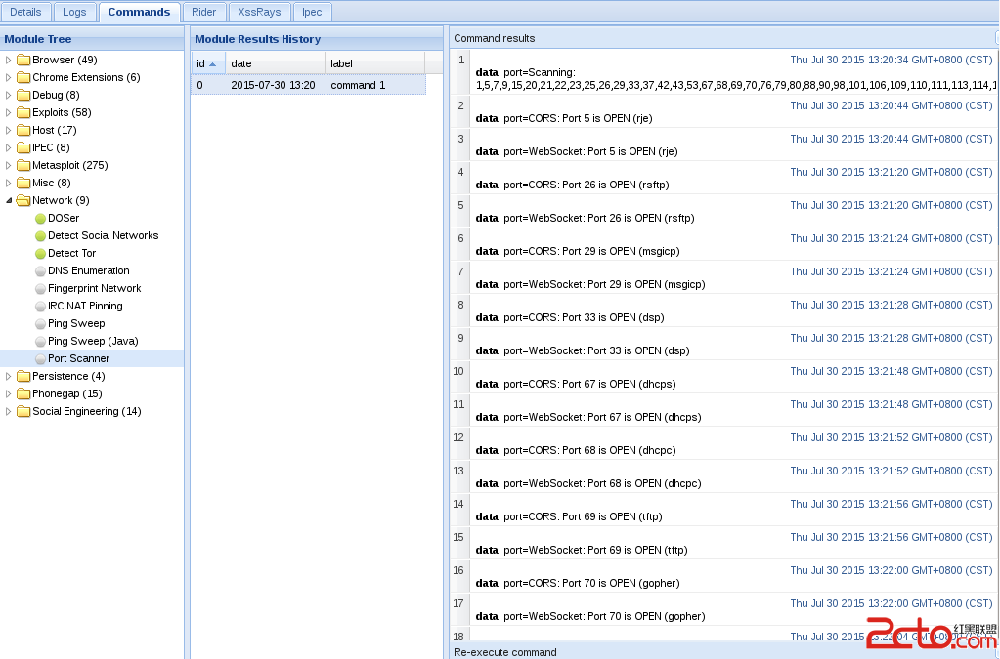 Details Logs Commands Rider XssRays Ipec
Module Tree
Browser (49)
Chrome Extensions (6)
Debug (8)
Exploits (58)
Host (17)
IPEC (8)
Metasploit (275)
Misc (8)
Network (9)
DOSer
Detect Social Networks
Detect Tor
DNS Enumeration
Fingerprint Network
IRC NAT Pinning
Ping Sweep
Ping Sweep (Java)
Port Scanner
Persistence (4)
Phonegap (15)
Social Engineering (14)
Module Results History
id date label
0 2015-07-30 13:20 command 1
Command results
1 Thu Jul 30 2015 13:20:34 GMT+0800 (CST)
data: port=Scanning:
1,5,7,9,15,20,21,22,23,25,26,29,33,37,42,43,53,67,68,69,70,76,79,80,88,90,98,101,106,109,110,111,113,114,1
2 Thu Jul 30 2015 13:20:44 GMT+0800 (CST)
data: port=CORS: Port 5 is OPEN (rje)
3 Thu Jul 30 2015 13:20:44 GMT+0800 (CST)
data: port=WebSocket: Port 5 is OPEN (rje)
4 Thu Jul 30 2015 13:21:20 GMT+0800 (CST)
data: port=CORS: Port 26 is OPEN (rsftp)
5 Thu Jul 30 2015 13:21:20 GMT+0800 (CST)
data: port=WebSocket: Port 26 is OPEN (rsftp)
6 Thu Jul 30 2015 13:21:24 GMT+0800 (CST)
data: port=CORS: Port 29 is OPEN (msgicp)
7 Thu Jul 30 2015 13:21:24 GMT+0800 (CST)
data: port=WebSocket: Port 29 is OPEN (msgicp)
8 Thu Jul 30 2015 13:21:28 GMT+0800 (CST)
data: port=CORS: Port 33 is OPEN (dsp)
9 Thu Jul 30 2015 13:21:28 GMT+0800 (CST)
data: port=WebSocket: Port 33 is OPEN (dsp)
10 Thu Jul 30 2015 13:21:48 GMT+0800 (CST)
data: port=CORS: Port 67 is OPEN (dhcps)
11 Thu Jul 30 2015 13:21:48 GMT+0800 (CST)
data: port=WebSocket: Port 67 is OPEN (dhcps)
12 Thu Jul 30 2015 13:21:52 GMT+0800 (CST)
data: port=CORS: Port 68 is OPEN (dhcpc)
13 Thu Jul 30 2015 13:21:52 GMT+0800 (CST)
data: port=WebSocket: Port 68 is OPEN (dhcpc)
14 Thu Jul 30 2015 13:21:56 GMT+0800 (CST)
data: port=CORS: Port 69 is OPEN (tftp)
15 Thu Jul 30 2015 13:21:56 GMT+0800 (CST)
data: port=WebSocket: Port 69 is OPEN (tftp)
16 Thu Jul 30 2015 13:22:00 GMT+0800 (CST)
data: port=CORS: Port 70 is OPEN (gopher)
17 Thu Jul 30 2015 13:22:00 GMT+0800 (CST)
data: port=WebSocket: Port 70 is OPEN (gopher)
18 Thu Jul 30 2015 13:22:04 GMT+0800 (CST)
Re-execute command
2cto.com
红黑联盟